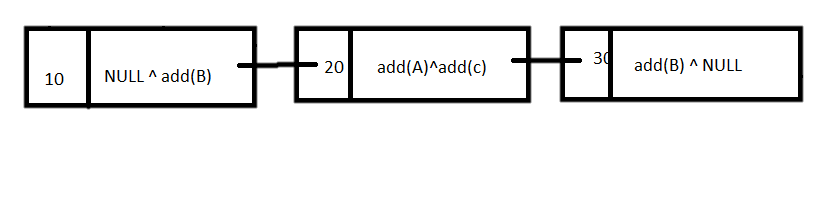 10
NULL ^ add(B)
20
add(A)^add(c)
30
add(B) ^ NULL